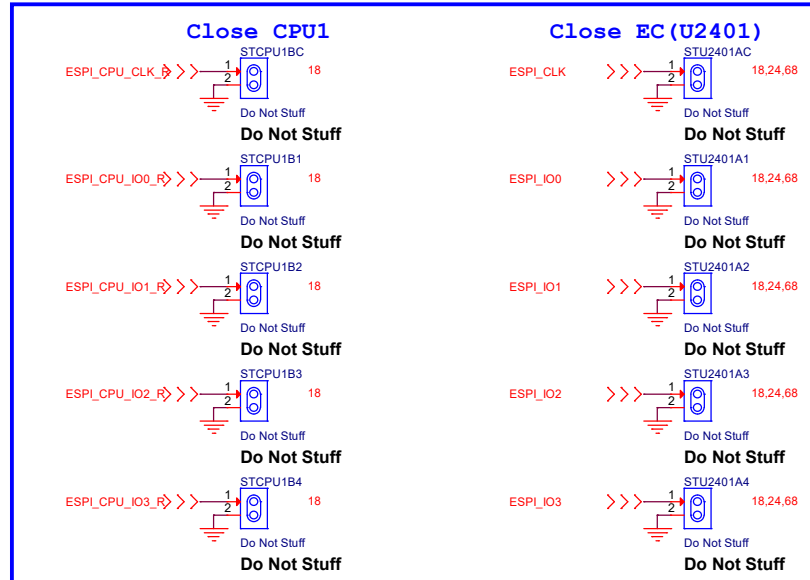 Close CPU1
STCPU1BC
ESPI_CPU_CLK_R
1
2
18
Do Not Stuff
Do Not Stuff
STCPU1B1
ESPI_CPU_IO0_R
1
2
18
Do Not Stuff
Do Not Stuff
STCPU1B2
ESPI_CPU_IO1_R
1
2
18
Do Not Stuff
Do Not Stuff
STCPU1B3
ESPI_CPU_IO2_R
1
2
18
Do Not Stuff
Do Not Stuff
STCPU1B4
ESPI_CPU_IO3_R
1
2
18
Do Not Stuff
Do Not Stuff
Close EC(U2401)
STU2401AC
ESPI_CLK
1
2
18,24,68
Do Not Stuff
Do Not Stuff
STU2401A1
ESPI_IO0
1
2
18,24,68
Do Not Stuff
Do Not Stuff
STU2401A2
ESPI_IO1
1
2
18,24,68
Do Not Stuff
Do Not Stuff
STU2401A3
ESPI_IO2
1
2
18,24,68
Do Not Stuff
Do Not Stuff
STU2401A4
ESPI_IO3
1
2
18,24,68
Do Not Stuff
Do Not Stuff